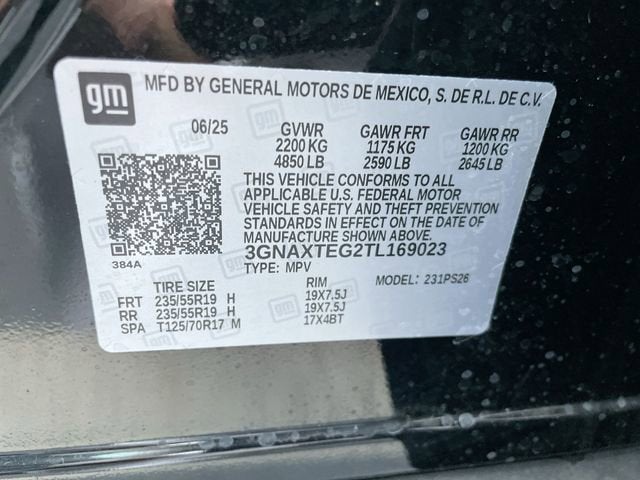 gm MFD BY GENERAL MOTORS DE MEXICO, S. DE R.L. DE C.V.
06/25 GVWR GAWR FRT GAWR RR
2200 KG 1175 KG 1200 KG
4850 LB 2590 LB 2645 LB
THIS VEHICLE CONFORMS TO ALL
APPLICABLE U.S. FEDERAL MOTOR
VEHICLE SAFETY AND THEFT PREVENTION
STANDARDS IN EFFECT ON THE DATE OF
MANUFACTURE SHOWN ABOVE.
384A 3GNAXTEG2TL169023
TYPE: MPV MODEL: 231PS26
TIRE SIZE RIM
FRT 235/55R19 H 19X7.5J
RR 235/55R19 H 19X7.5J
SPA T125/70R17 M 17X4BT